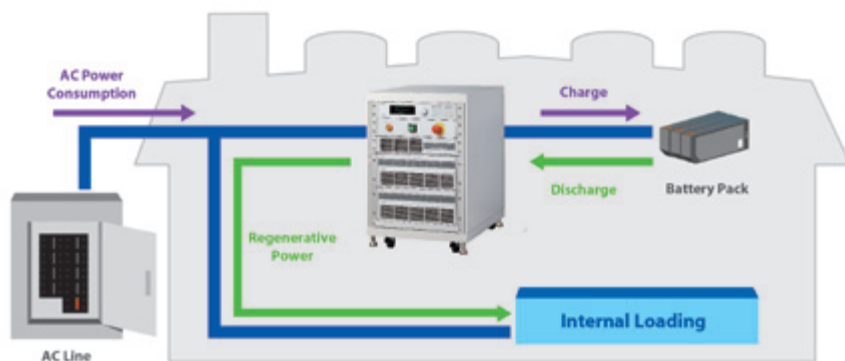 AC Power
Consumption
Charge
Discharge
Battery Pack
Regenerative
Power
Internal Loading
AC Line